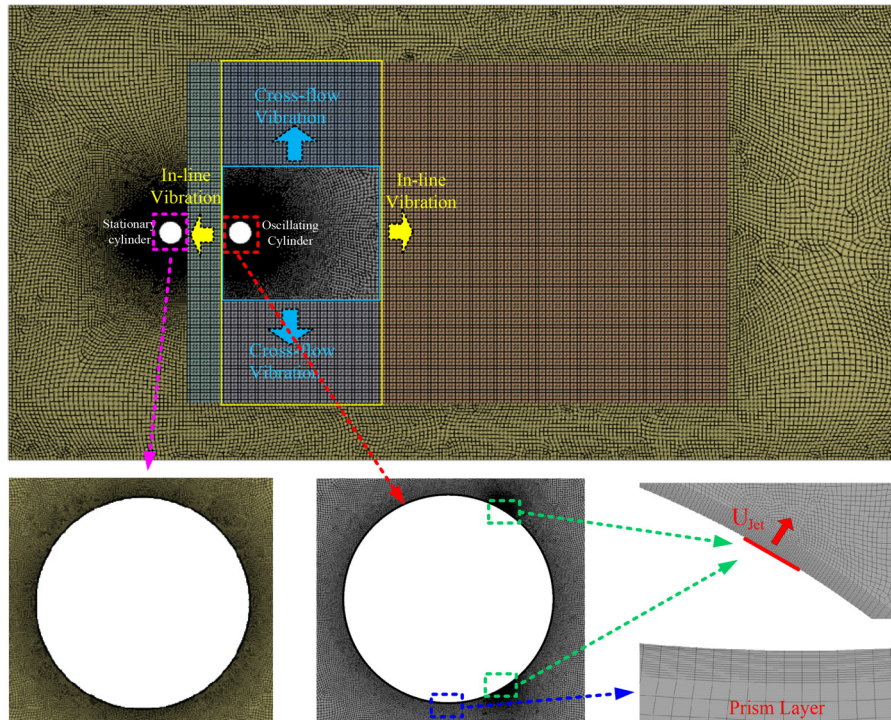 Cross-flow
Vibration
In-line
Vibration
In-line
Vibration
Stationary
cylinder
Oscillating
Cylinder
Cross-flow
Vibration
UJet
Prism Layer